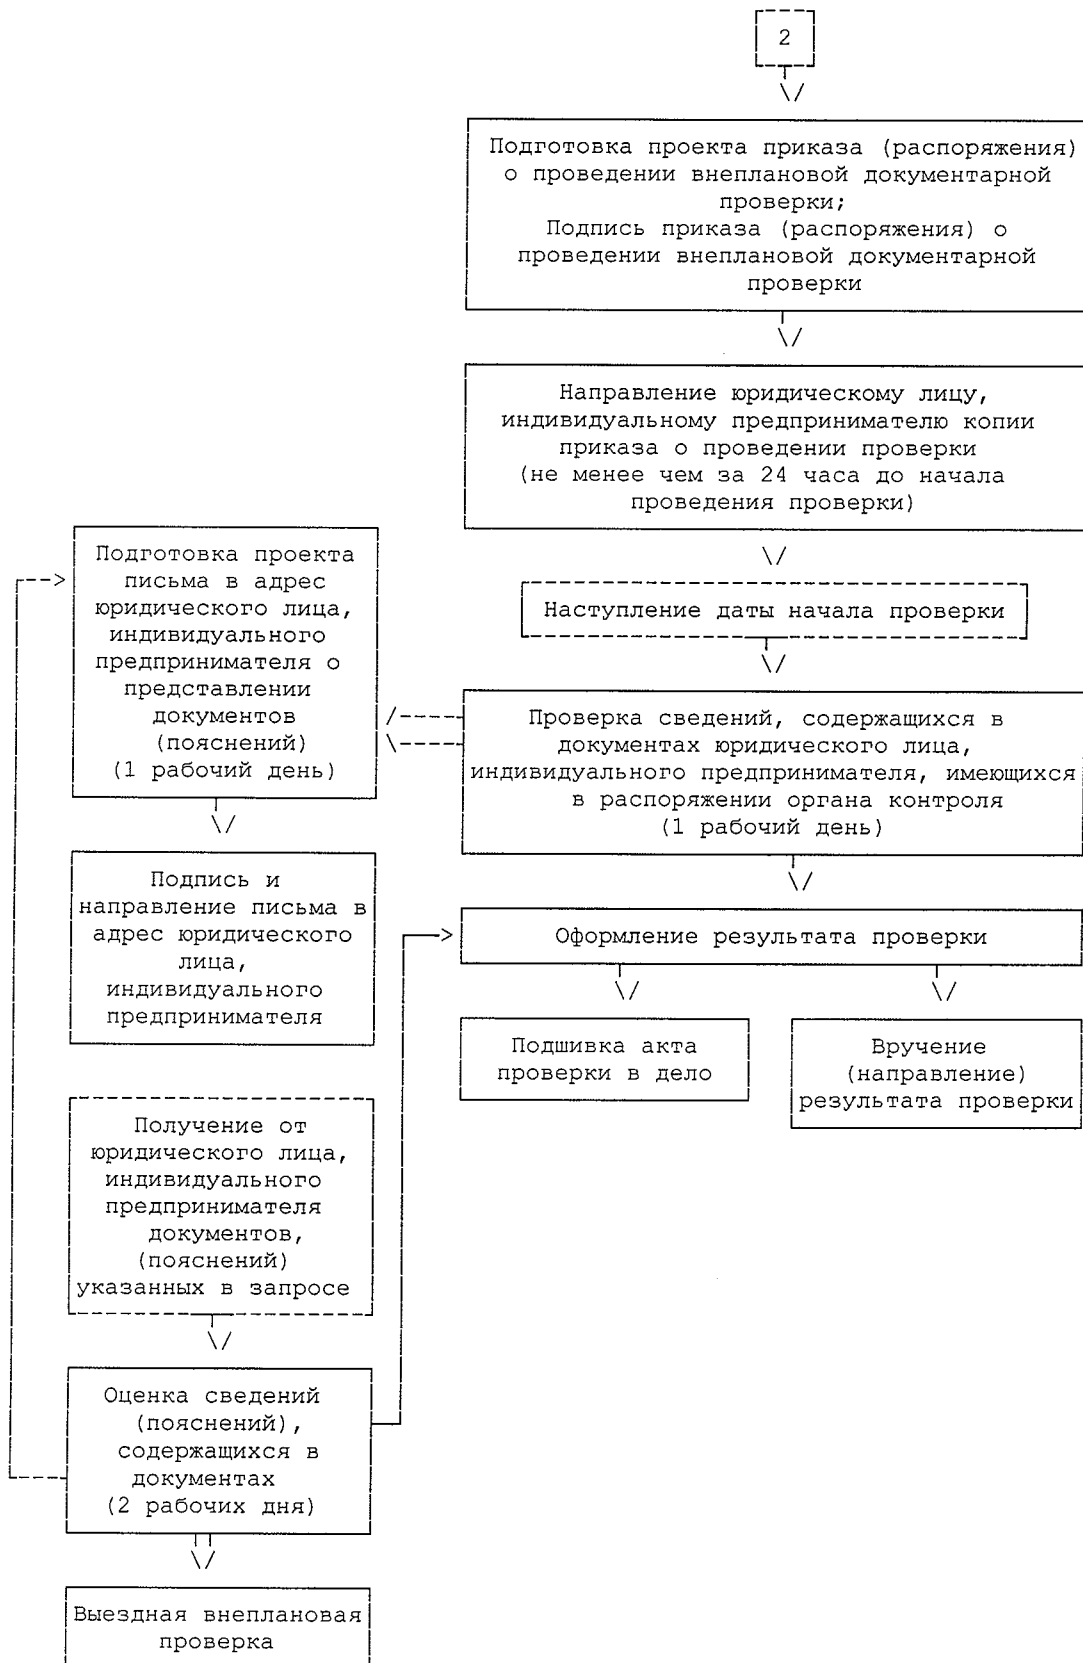 2
Подготовка проекта приказа (распоряжения)
о проведении внеплановой документарной
проверки;
Подпись приказа (распоряжения) о
проведении внеплановой документарной
проверки
Направление юридическому лицу,
индивидуальному предпринимателю копии
приказа о проведении проверки
(не менее чем за 24 часа до начала
проведения проверки)
Наступление даты начала проверки
Проверка сведений, содержащихся в
документах юридического лица,
индивидуального предпринимателя, имеющихся
в распоряжении органа контроля
(1 рабочий день)
Подготовка проекта
письма в адрес
юридического лица,
индивидуального
предпринимателя о
представлении
документов
(пояснений)
(1 рабочий день)
Подпись и
направление письма в
адрес юридического
лица,
индивидуального
предпринимателя
Оформление результата проверки
Подшивка акта
проверки в дело
Вручение
(направление)
результата проверки
Получение от
юридического лица,
индивидуального
предпринимателя
документов,
(пояснений)
указанных в запросе
Оценка сведений
(пояснений),
содержащихся в
документах
(2 рабочих дня)
Выездная внеплановая
проверка